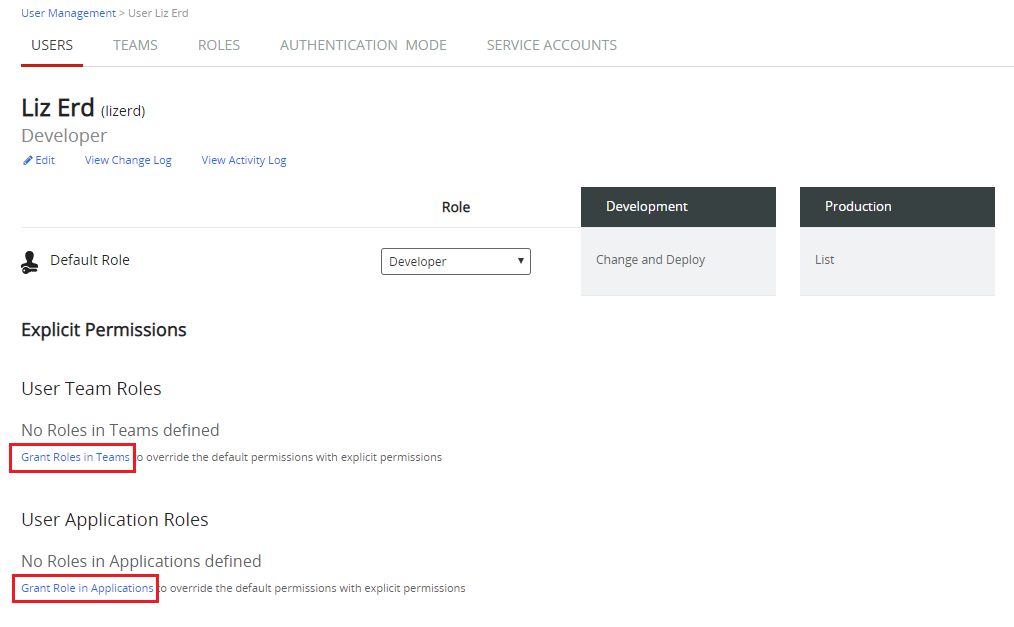 User Management > User Liz Erd
USERS TEAMS ROLES AUTHENTICATION MODE SERVICE ACCOUNTS
Liz Erd (lizerd)
Developer
Edit View Change Log View Activity Log
Role Development Production
Default Role Developer Change and Deploy List
Explicit Permissions
User Team Roles
No Roles in Teams defined
Grant Roles in Teams to override the default permissions with explicit permissions
User Application Roles
No Roles in Applications defined
Grant Role in Applications to override the default permissions with explicit permissions